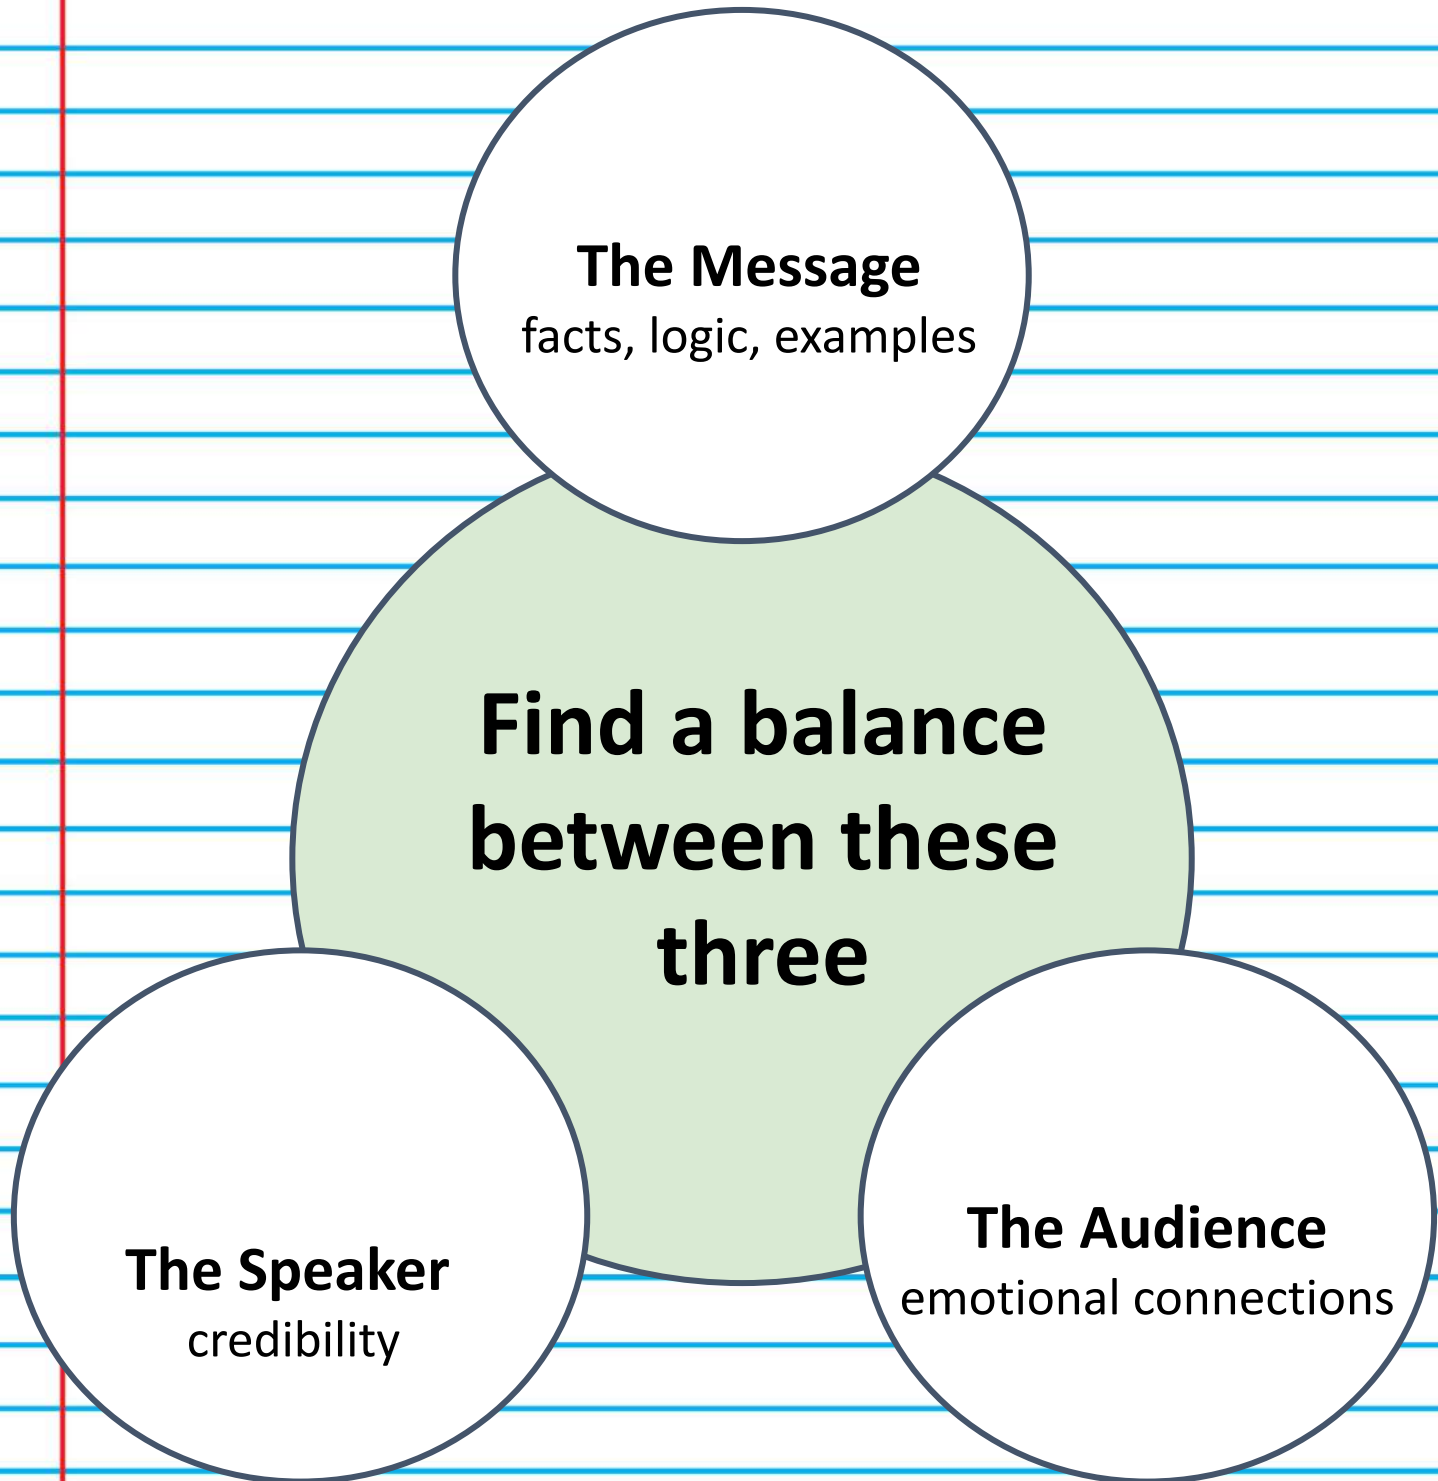 The Message
facts, logic, examples
Find a balance
between these
three
The Speaker
credibility
The Audience
emotional connections